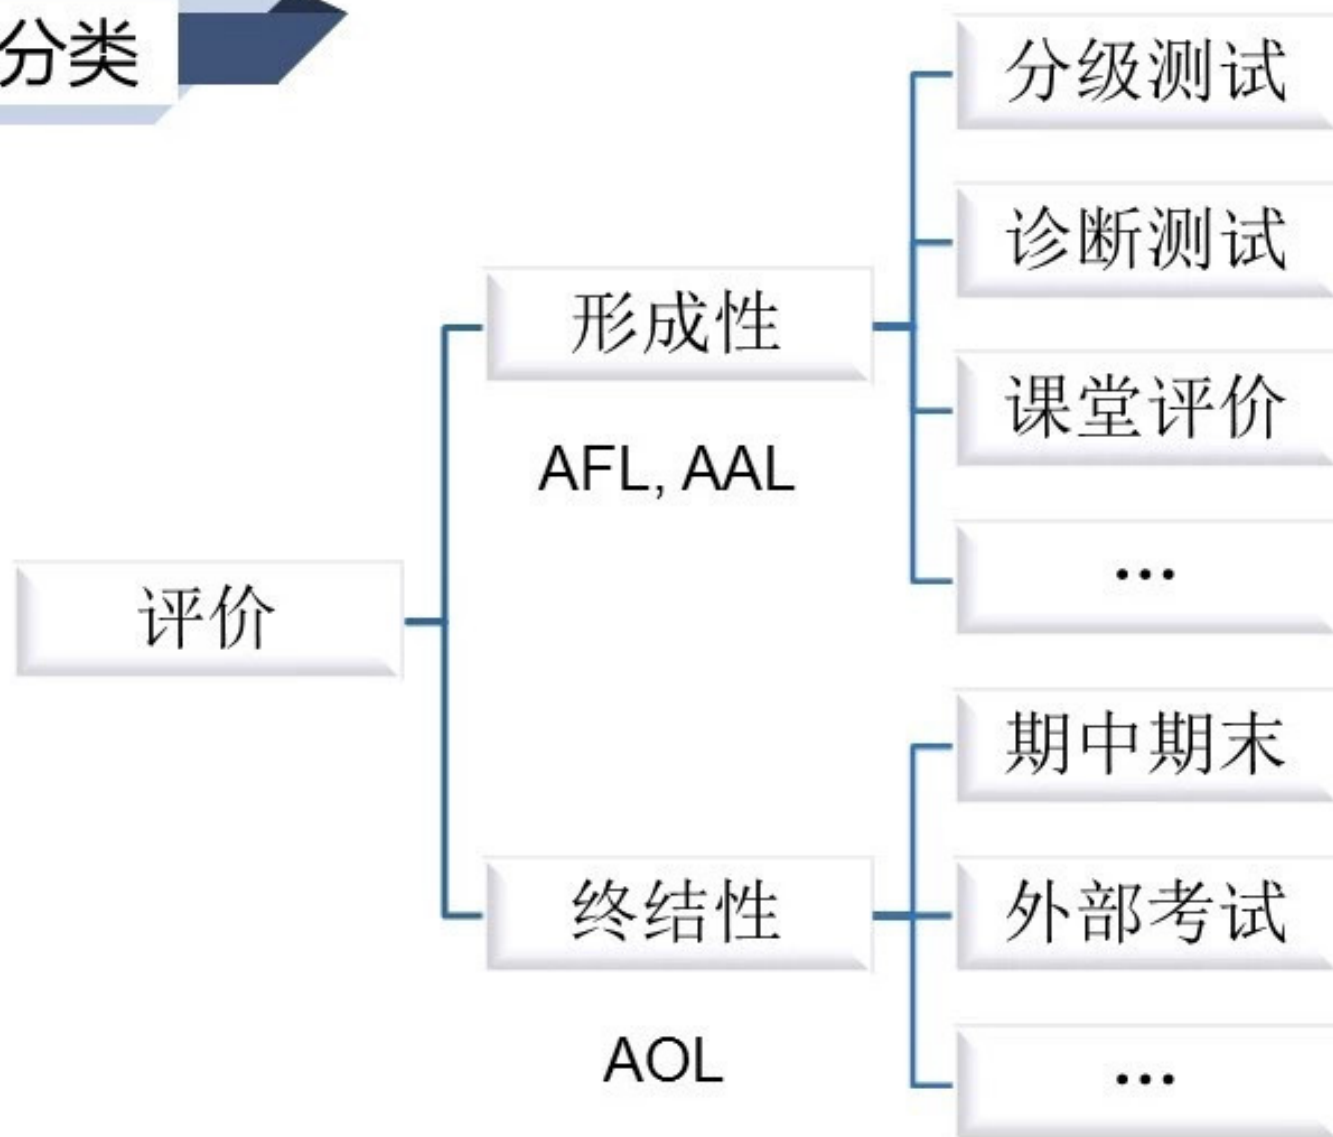 分类
评价
形成性
AFL, AAL
分级测试
诊断测试
课堂评价
...
终结性
AOL
期中期末
外部考试
...